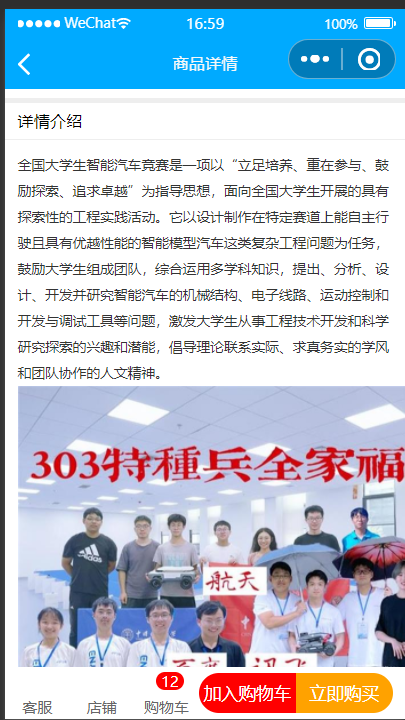 WeChat 16:59 100%
商品详情
详情介绍
全国大学生智能汽车竞赛是一项以“立足培养、重在参与、鼓
励探索、追求卓越”为指导思想，面向全国大学生开展的具有
探索性的工程实践活动。它以设计制作在特定赛道上能自主行
驶且具有优越性能的智能模型汽车这类复杂工程问题为任务，
鼓励大学生组成团队，综合运用多学科知识，提出、分析、设
计、开发并研究智能汽车的机械结构、电子线路、运动控制和
开发与调试工具等问题，激发大学生从事工程技术开发和科学
研究探索的兴趣和潜能，倡导理论联系实际、求真务实的学风
和团队协作的人文精神。
303特種兵全家福
adidas
航天
讯飞
12
客服 店铺 购物车 加入购物车 立即购买